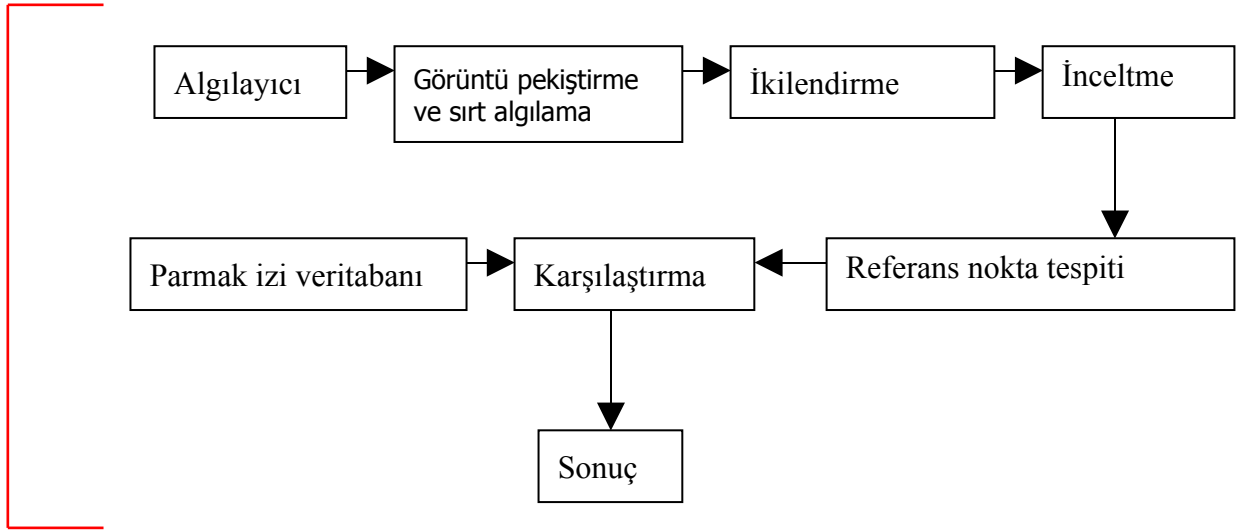 Algılayıcı
Görüntü pekiştirme
ve sırt algılama
İkilendirme
İnceltme
Parmak izi veritabanı
Karşılaştırma
Referans nokta tespiti
Sonuç